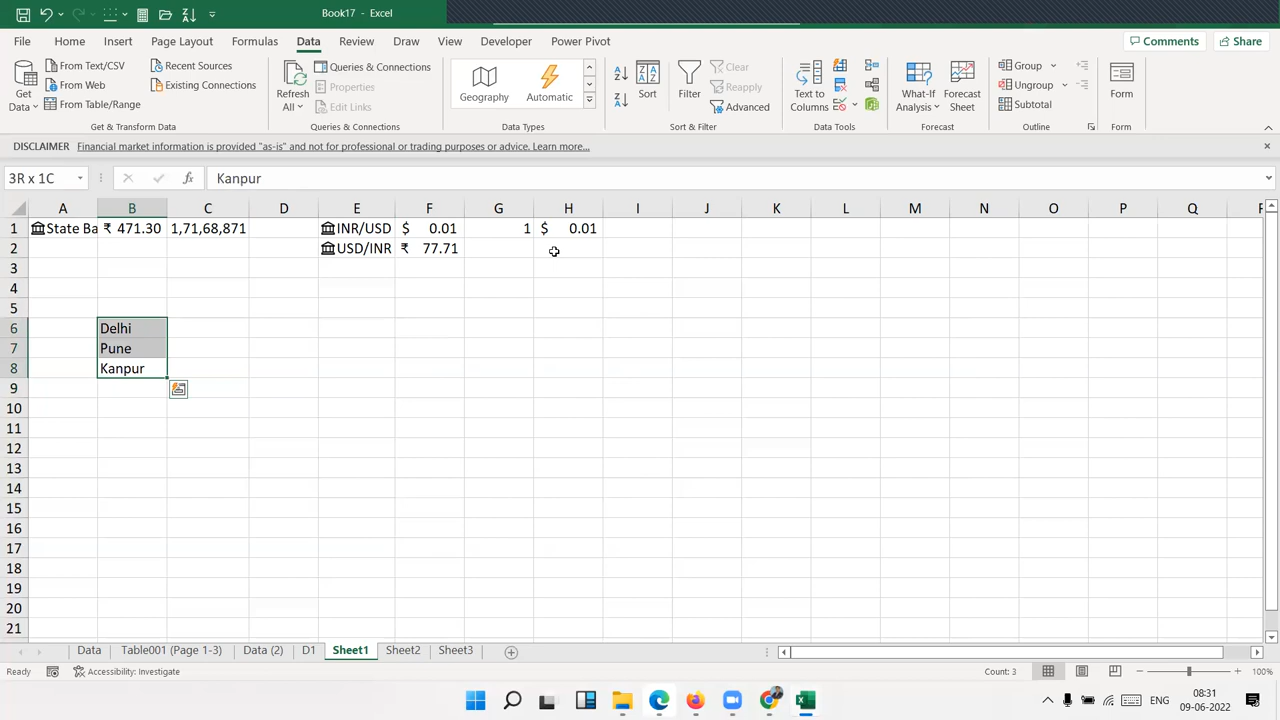 Book17 - Excel
File Home Insert Page Layout Formulas Data Review View Developer Power Pivot Comments Share
From Text/CSV Recent Sources Queries & Connections Clear Group
Get Data From Web Existing Connections Refresh All Properties Geography Automatic Sort Filter Reapply Text to Columns What-If Analysis Forecast Sheet Ungroup Form
From Table/Range Edit Links Advanced Subtotal
Get & Transform Data Queries & Connections Data Types Sort & Filter Data Tools Forecast Outline Form
DISCLAIMER Financial market information is provided "as-is" and not for professional or trading purposes or advice. Learn more...
3R x 1C fx Kanpur
A B C D E F G H I J K L M N O P Q
1 State Ba ₹ 471.30 1,71,68,871 INR/USD $ 0.01 1 $ 0.01
2 USD/INR ₹ 77.71
3
4
5
6 Delhi
7 Pune
8 Kanpur
9
10
11
12
13
14
15
16
17
18
19
20
21
Data Table001 (Page 1-3) Data (2) D1 Sheet1 Sheet2 Sheet3
Ready Accessibility: Investigate Count: 3 100%
ENG 08:31
09-06-2022